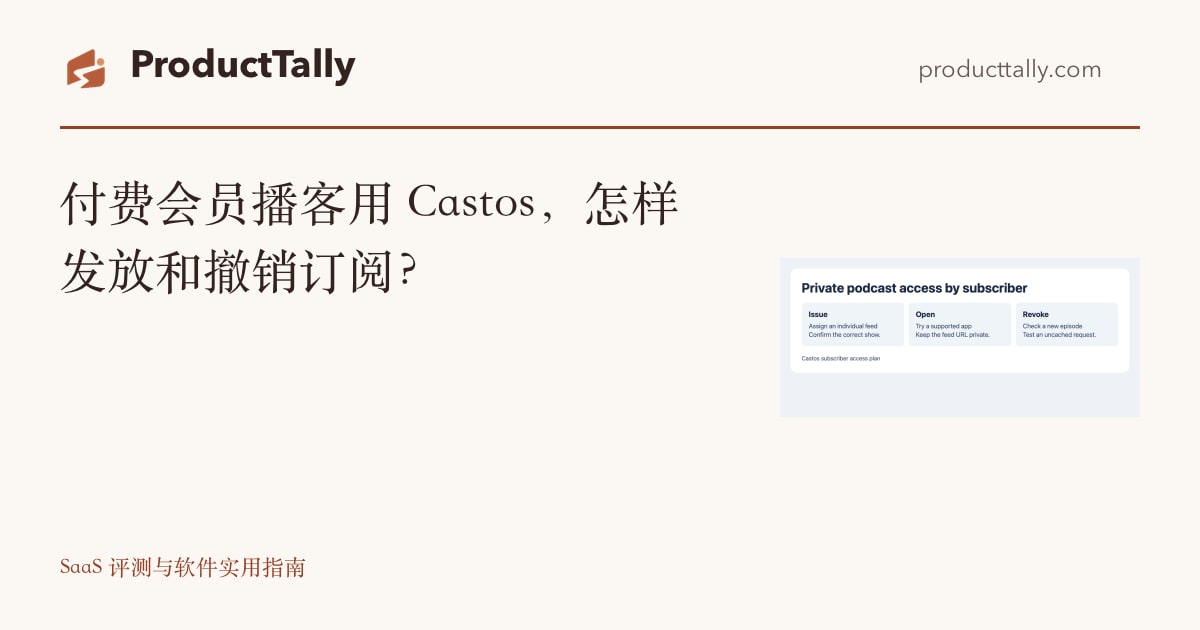 ProductTally
producttally.com
付费会员播客用 Castos，怎样
发放和撤销订阅？
Private podcast access by subscriber
Issue
Assign an individual feed
Confirm the correct show.
Open
Try a supported app
Keep the feed URL private.
Revoke
Check a new episode
Test an uncached request.
Castos subscriber access plan
SaaS 评测与软件实用指南